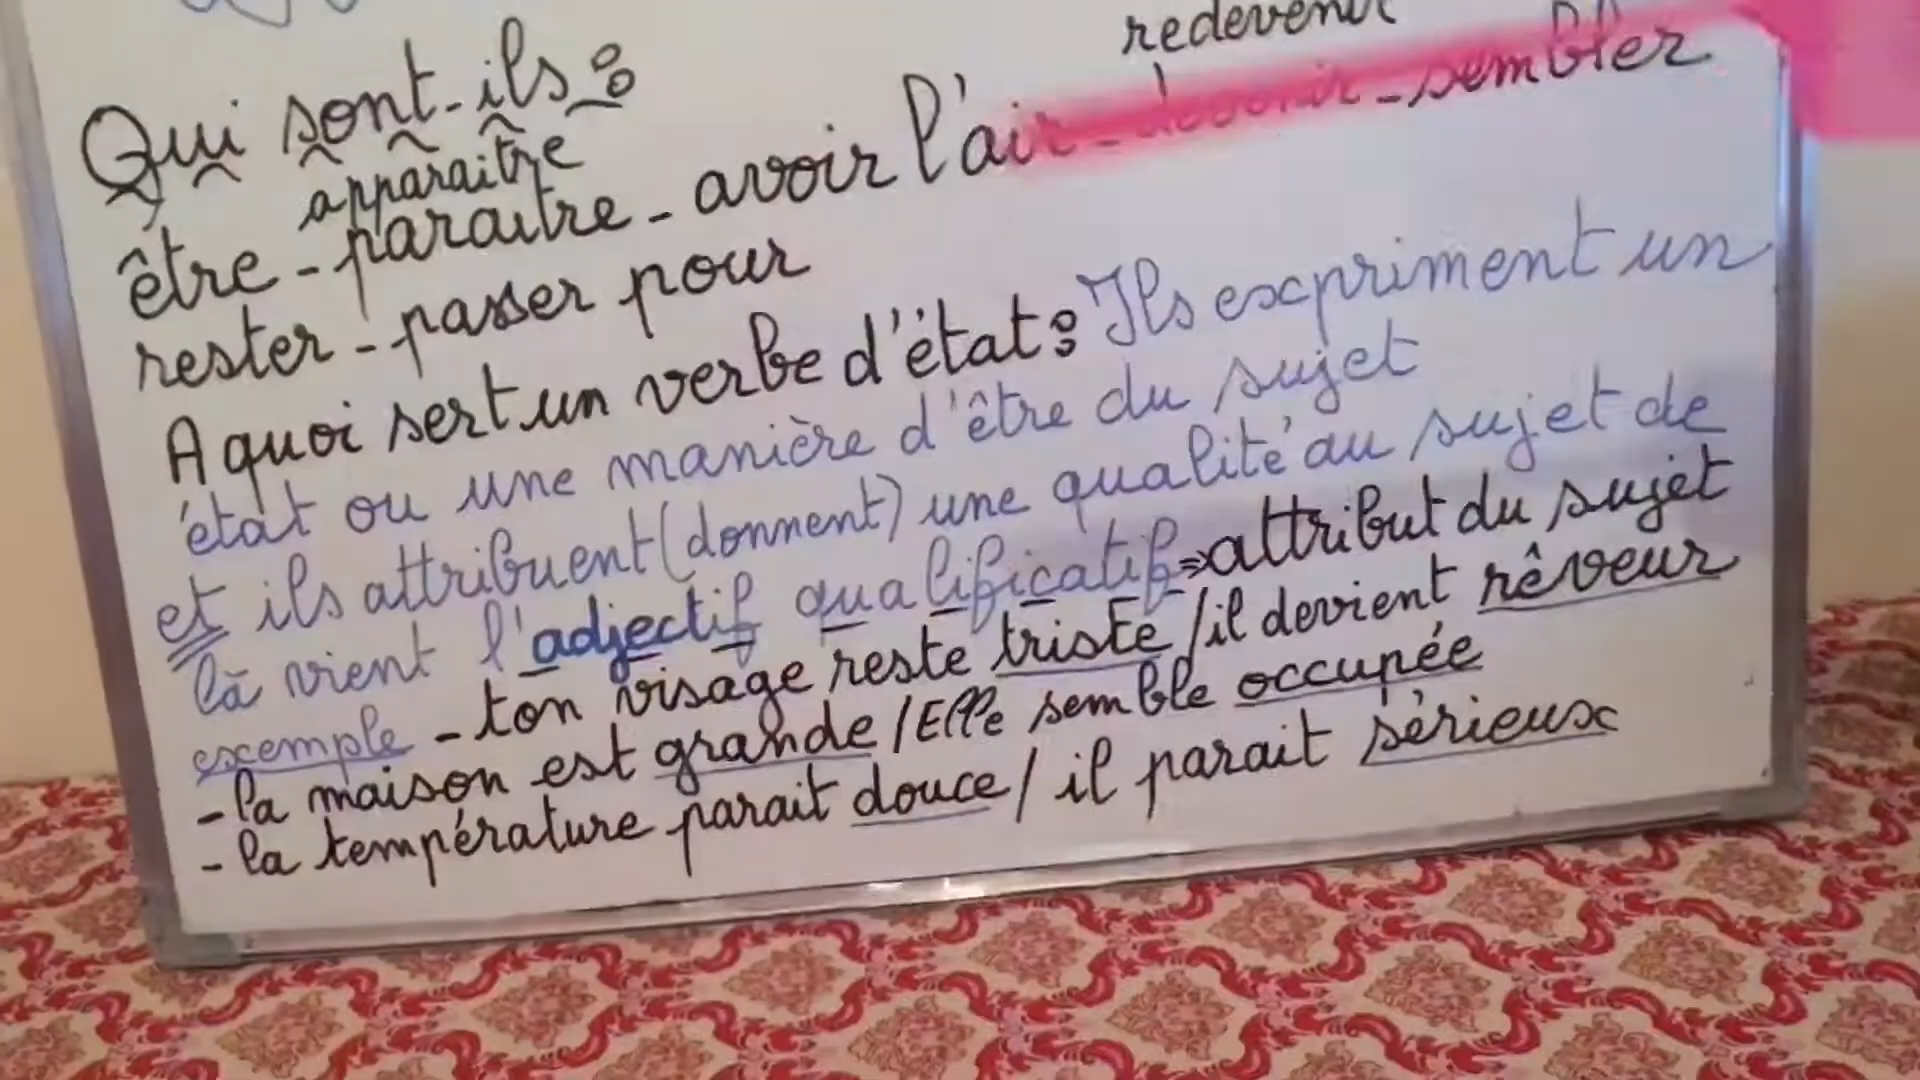 redevenir
Qui sont-ils :
apparaitre
être - paraitre - avoir l'air - devenir - sembler
rester - passer pour
A quoi sert un verbe d'état : Ils expriment un
état ou une manière d'être du sujet
et ils attribuent (donnent) une qualité au sujet de
là vient l'adjectif qualificatif => attribut du sujet
exemple - ton visage reste triste / il devient rêveur
- la maison est grande / Elle semble occupée
- la température parait douce / il parait sérieux